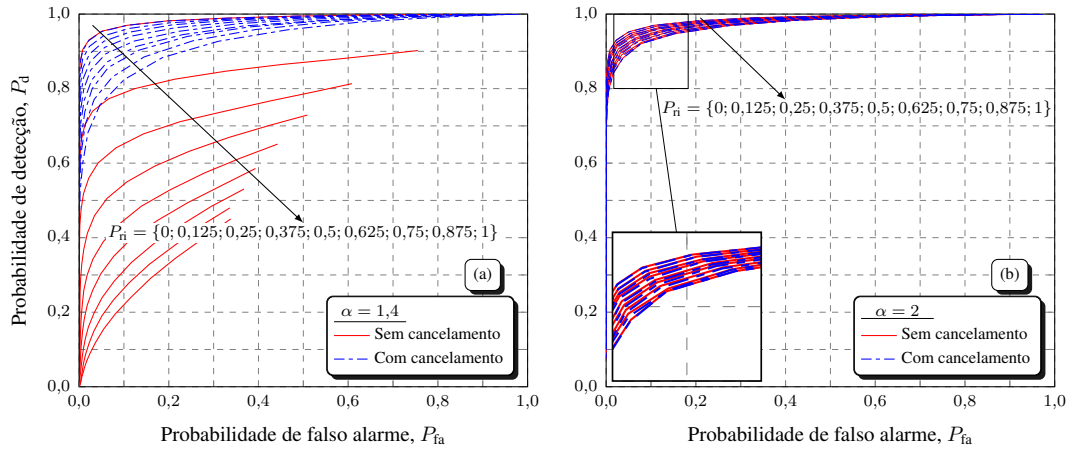 Probabilidade de detecção, P_d
1,0
0,8
0,6
0,4
0,2
0,0
0,0 0,2 0,4 0,6 0,8 1,0
P_ri = {0; 0,125; 0,25; 0,375; 0,5; 0,625; 0,75; 0,875; 1}
(a)
α = 1,4
Sem cancelamento
Com cancelamento
Probabilidade de falso alarme, P_fa
1,0
0,8
0,6
0,4
0,2
0,0
0,0 0,2 0,4 0,6 0,8 1,0
P_ri = {0; 0,125; 0,25; 0,375; 0,5; 0,625; 0,75; 0,875; 1}
(b)
α = 2
Sem cancelamento
Com cancelamento
Probabilidade de falso alarme, P_fa